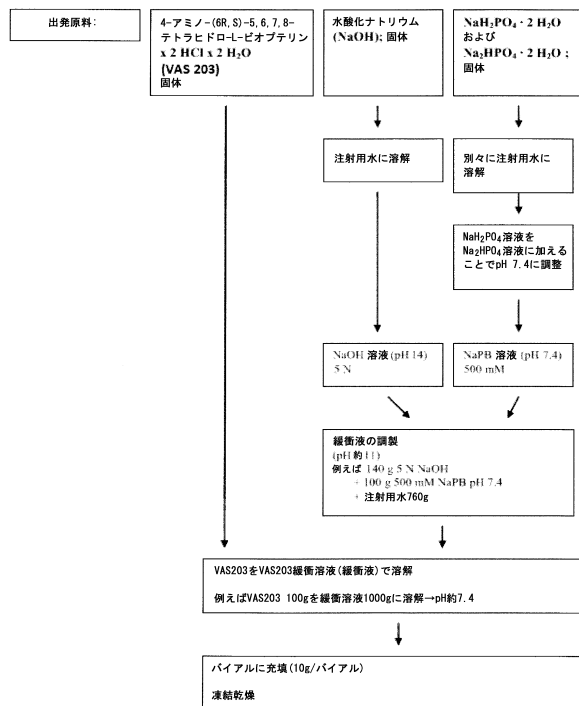 出発原料:
4-アミノ-(6R,S)-5,6,7,8-
テトラヒドロ-L-ビオプテリン
x 2 HCl x 2 H₂O
(VAS 203)
固体
水酸化ナトリウム
(NaOH); 固体
NaH₂PO₄・2 H₂O
および
Na₂HPO₄・2 H₂O ;
固体
注射用水に溶解
別々に注射用水に
溶解
NaH₂PO₄溶液を
Na₂HPO₄溶液に加える
ことでpH 7.4に調整
NaOH 溶液 (pH 14)
5 N
NaPB 溶液 (pH 7.4)
500 mM
緩衝液の調製
(pH 約 11)
例えば 140 g 5 N NaOH
+ 100 g 500 mM NaPB pH 7.4
+ 注射用水760g
VAS203をVAS203緩衝溶液(緩衝液)で溶解
例えばVAS203 100gを緩衝溶液1000gに溶解→pH約7.4
バイアルに充填(10g/バイアル)
凍結乾燥